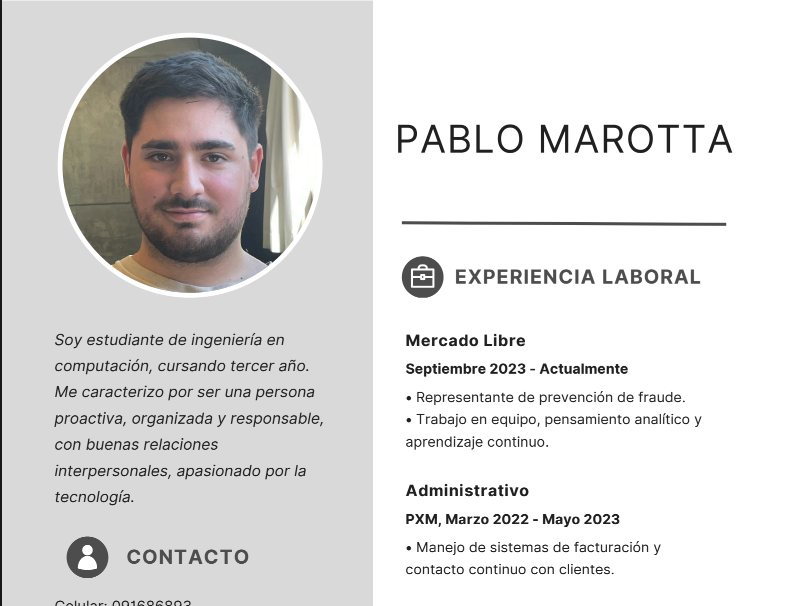 PABLO MAROTTA
Soy estudiante de ingeniería en
computación, cursando tercer año.
Me caracterizo por ser una persona
proactiva, organizada y responsable,
con buenas relaciones
interpersonales, apasionado por la
tecnología.
CONTACTO
Celular: 091686893
EXPERIENCIA LABORAL
Mercado Libre
Septiembre 2023 - Actualmente
• Representante de prevención de fraude.
• Trabajo en equipo, pensamiento analítico y
aprendizaje continuo.
Administrativo
PXM, Marzo 2022 - Mayo 2023
• Manejo de sistemas de facturación y
contacto continuo con clientes.